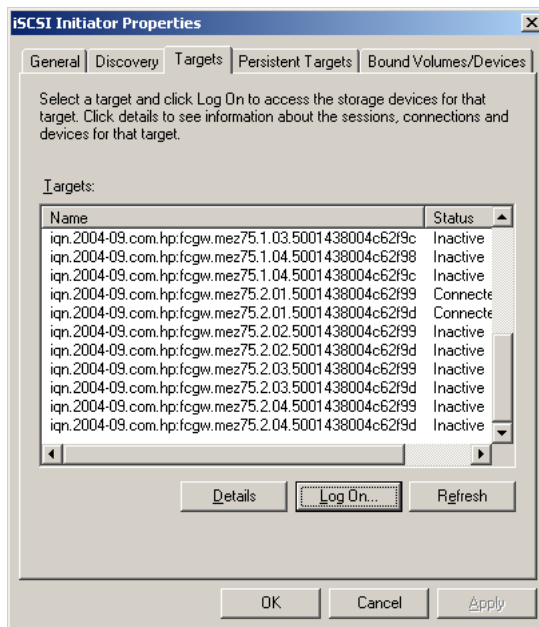 iSCSI Initiator Properties
General Discovery Targets Persistent Targets Bound Volumes/Devices
Select a target and click Log On to access the storage devices for that
target. Click details to see information about the sessions, connections and
devices for that target.
Targets:
Name Status
iqn.2004-09.com.hp:fcgw.mez75.1.03.5001438004c62f9c Inactive
iqn.2004-09.com.hp:fcgw.mez75.1.04.5001438004c62f98 Inactive
iqn.2004-09.com.hp:fcgw.mez75.1.04.5001438004c62f9c Inactive
iqn.2004-09.com.hp:fcgw.mez75.2.01.5001438004c62f99 Connecte
iqn.2004-09.com.hp:fcgw.mez75.2.01.5001438004c62f9d Connecte
iqn.2004-09.com.hp:fcgw.mez75.2.02.5001438004c62f99 Inactive
iqn.2004-09.com.hp:fcgw.mez75.2.02.5001438004c62f9d Inactive
iqn.2004-09.com.hp:fcgw.mez75.2.03.5001438004c62f99 Inactive
iqn.2004-09.com.hp:fcgw.mez75.2.03.5001438004c62f9d Inactive
iqn.2004-09.com.hp:fcgw.mez75.2.04.5001438004c62f99 Inactive
iqn.2004-09.com.hp:fcgw.mez75.2.04.5001438004c62f9d Inactive
Details Log On... Refresh
OK Cancel Apply